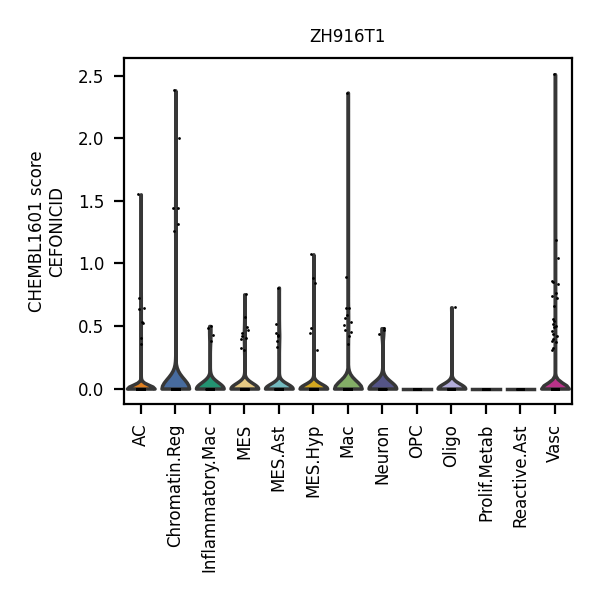 ZH916T1
CHEMBL1601 score
CEFONICID
2.5
2.0
1.5
1.0
0.5
0.0
AC
Chromatin.Reg
Inflammatory.Mac
MES
MES.Ast
MES.Hyp
Mac
Neuron
OPC
Oligo
Prolif.Metab
Reactive.Ast
Vasc